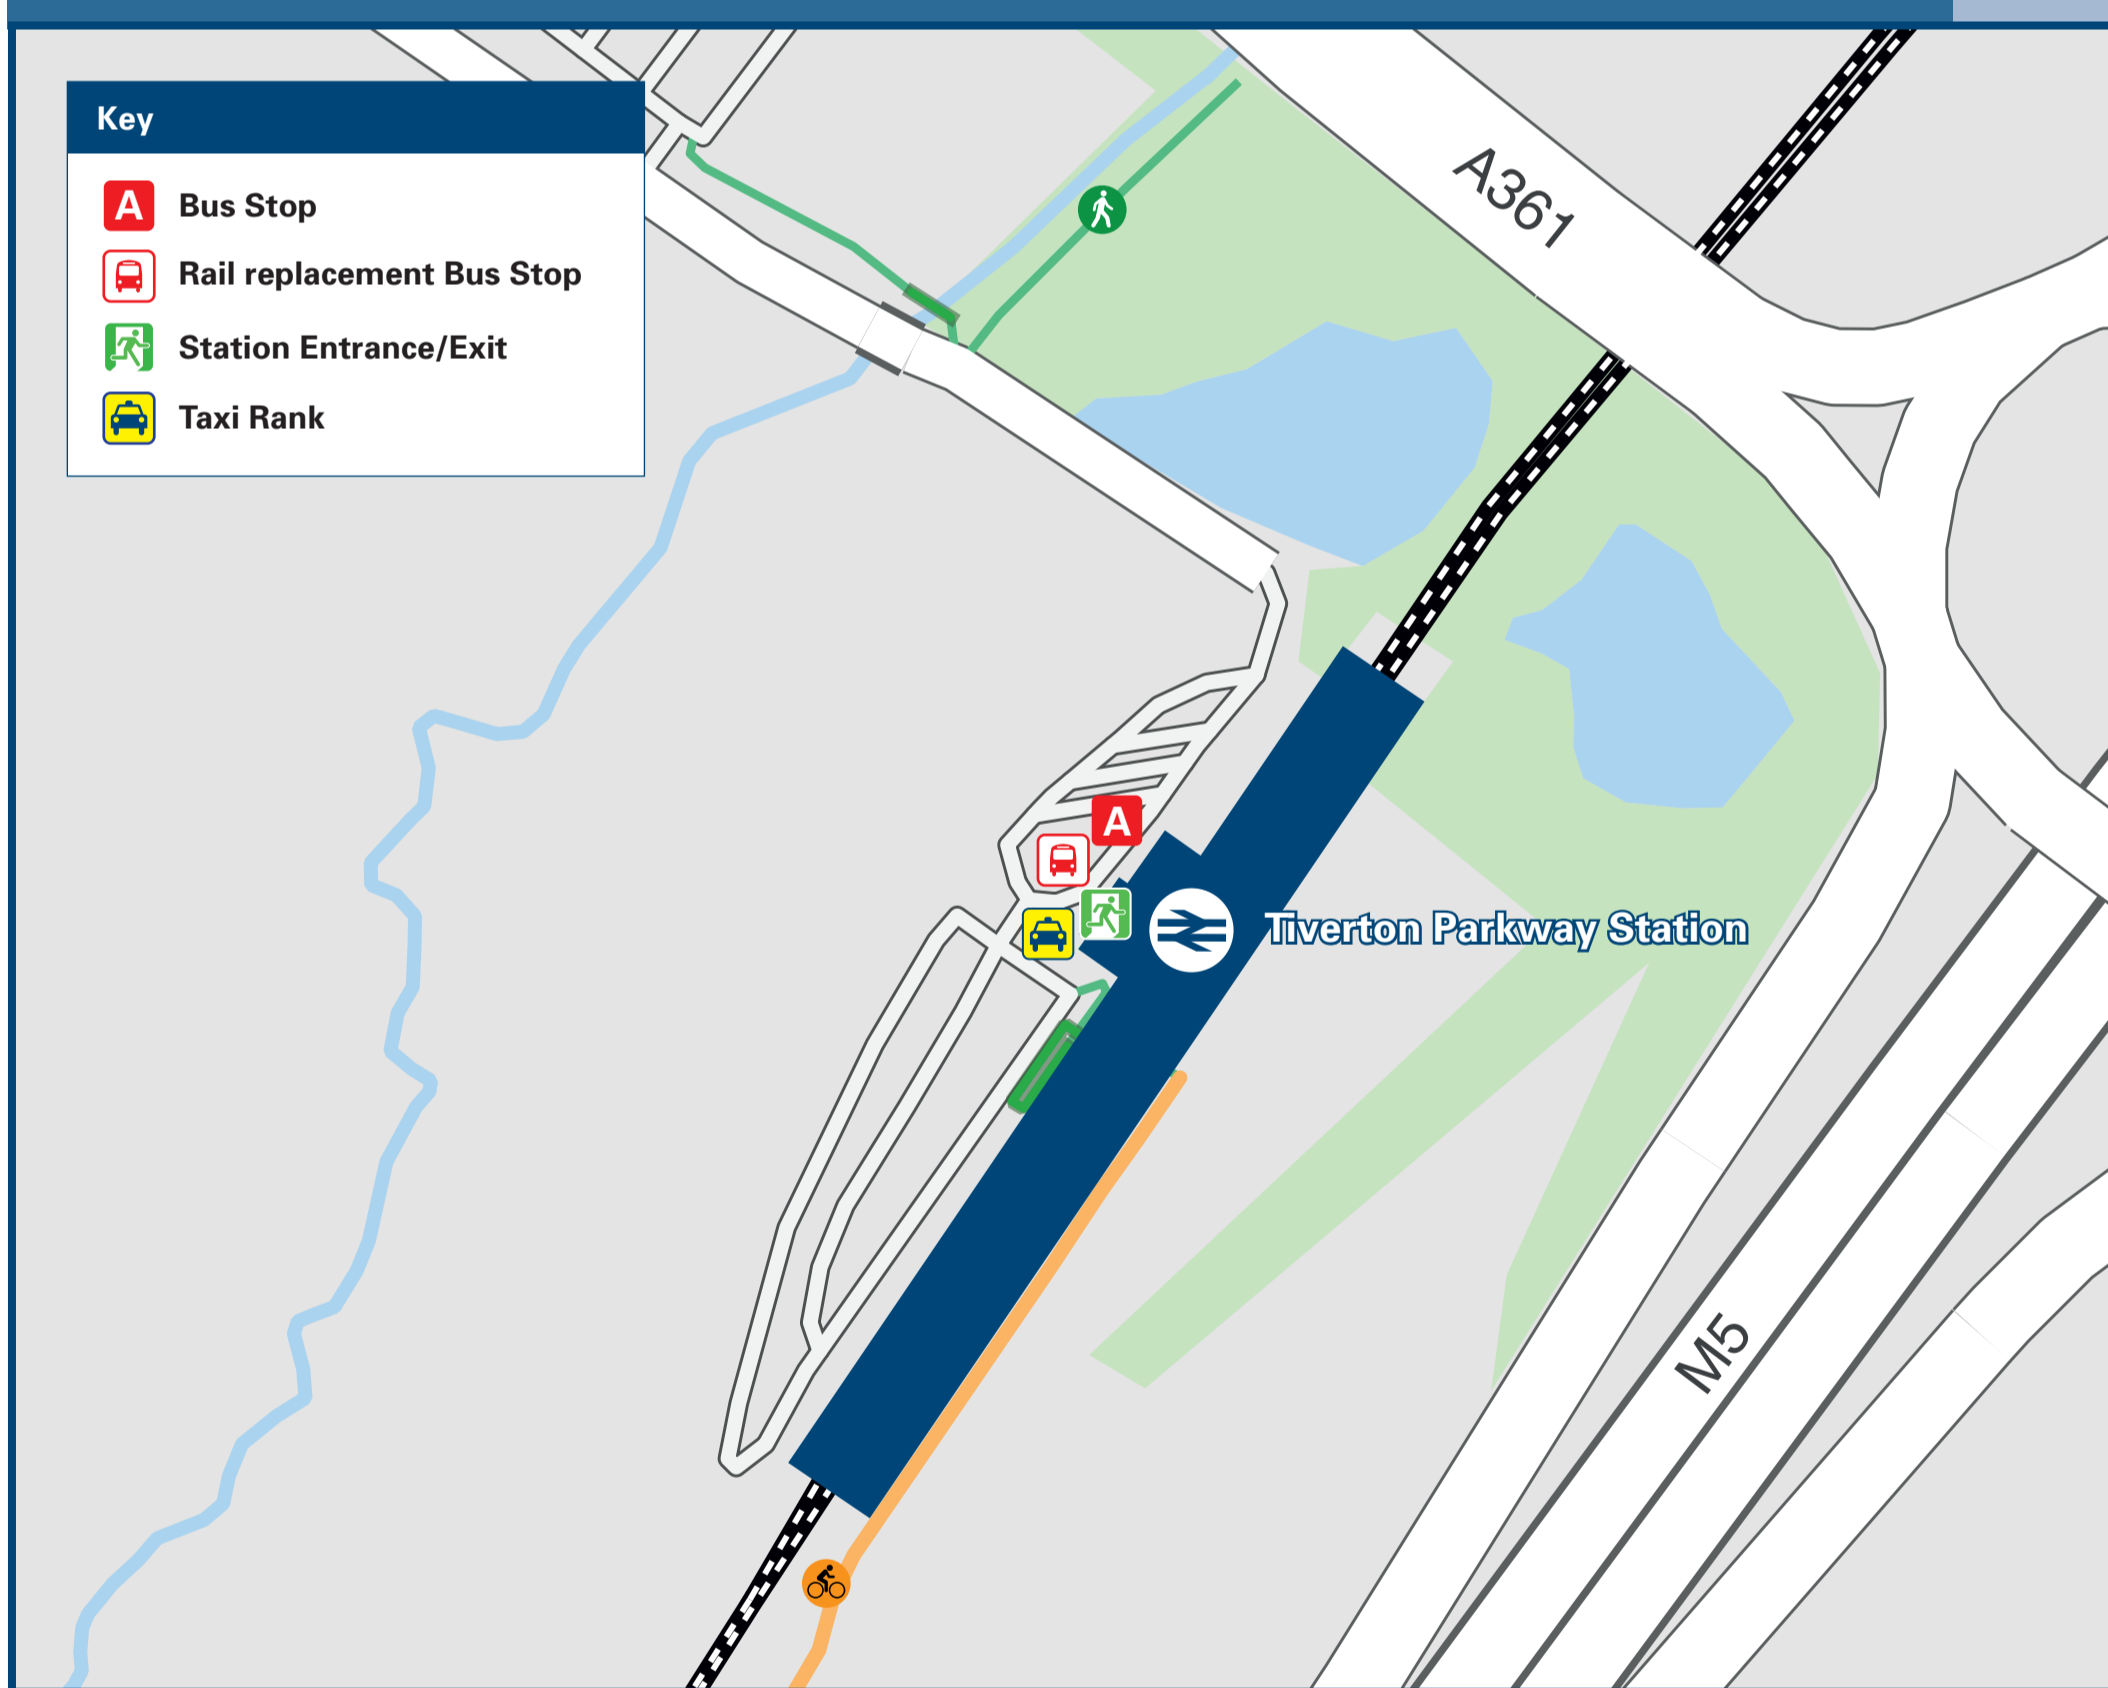 Key
A Bus Stop
Rail replacement Bus Stop
Station Entrance/Exit
Taxi Rank
A361
A
Tiverton Parkway Station
M5